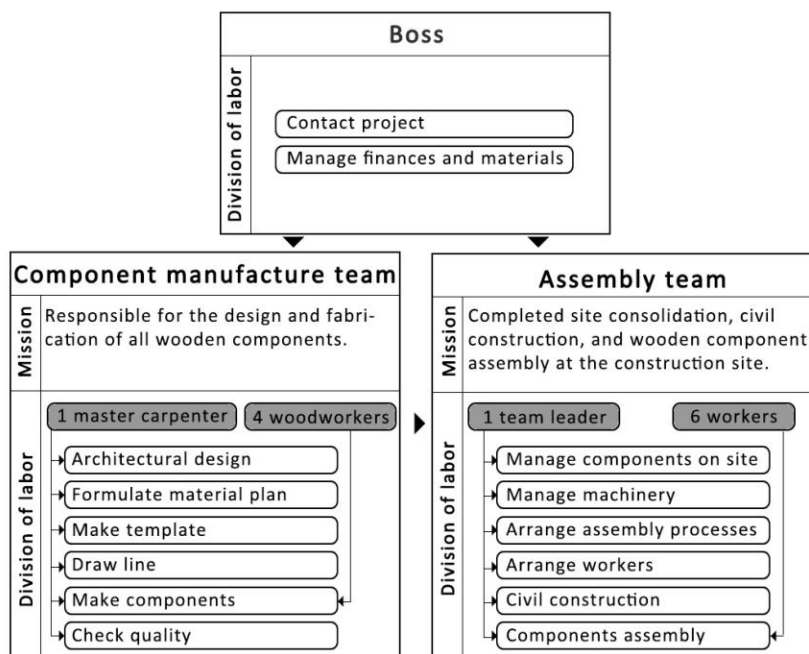 Boss
Division of labor
Contact project
Manage finances and materials
Component manufacture team
Mission
Responsible for the design and fabri-
cation of all wooden components.
Division of labor
1 master carpenter
4 woodworkers
Architectural design
Formulate material plan
Make template
Draw line
Make components
Check quality
Assembly team
Mission
Completed site consolidation, civil
construction, and wooden component
assembly at the construction site.
Division of labor
1 team leader
6 workers
Manage components on site
Manage machinery
Arrange assembly processes
Arrange workers
Civil construction
Components assembly